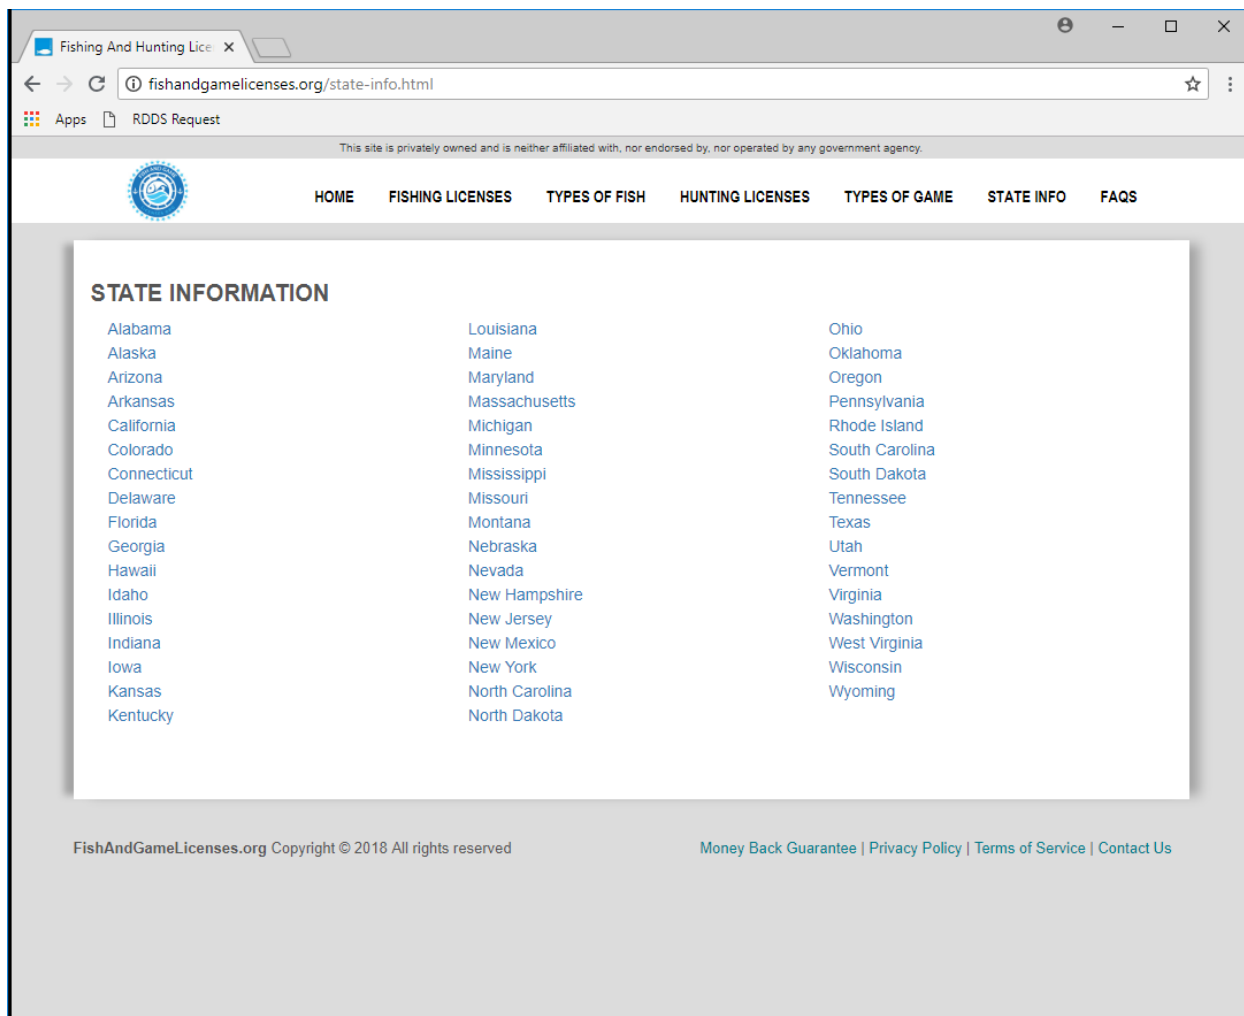 Fishing And Hunting Lice
fishandgamelicenses.org/state-info.html
Apps RDDS Request
This site is privately owned and is neither affiliated with, nor endorsed by, nor operated by any government agency.
HOME FISHING LICENSES TYPES OF FISH HUNTING LICENSES TYPES OF GAME STATE INFO FAQS
STATE INFORMATION
Alabama Louisiana Ohio
Alaska Maine Oklahoma
Arizona Maryland Oregon
Arkansas Massachusetts Pennsylvania
California Michigan Rhode Island
Colorado Minnesota South Carolina
Connecticut Mississippi South Dakota
Delaware Missouri Tennessee
Florida Montana Texas
Georgia Nebraska Utah
Hawaii Nevada Vermont
Idaho New Hampshire Virginia
Illinois New Jersey Washington
Indiana New Mexico West Virginia
Iowa New York Wisconsin
Kansas North Carolina Wyoming
Kentucky North Dakota
FishAndGameLicenses.org Copyright © 2018 All rights reserved Money Back Guarantee | Privacy Policy | Terms of Service | Contact Us